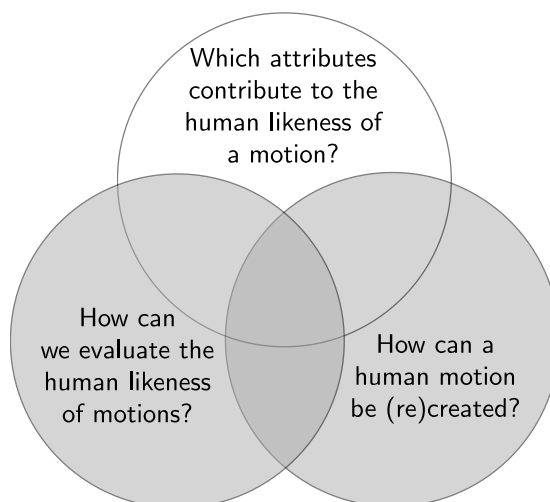 Which attributes
contribute to the
human likeness of
a motion?
How can
we evaluate the
human likeness
of motions?
How can a
human motion
be (re)created?